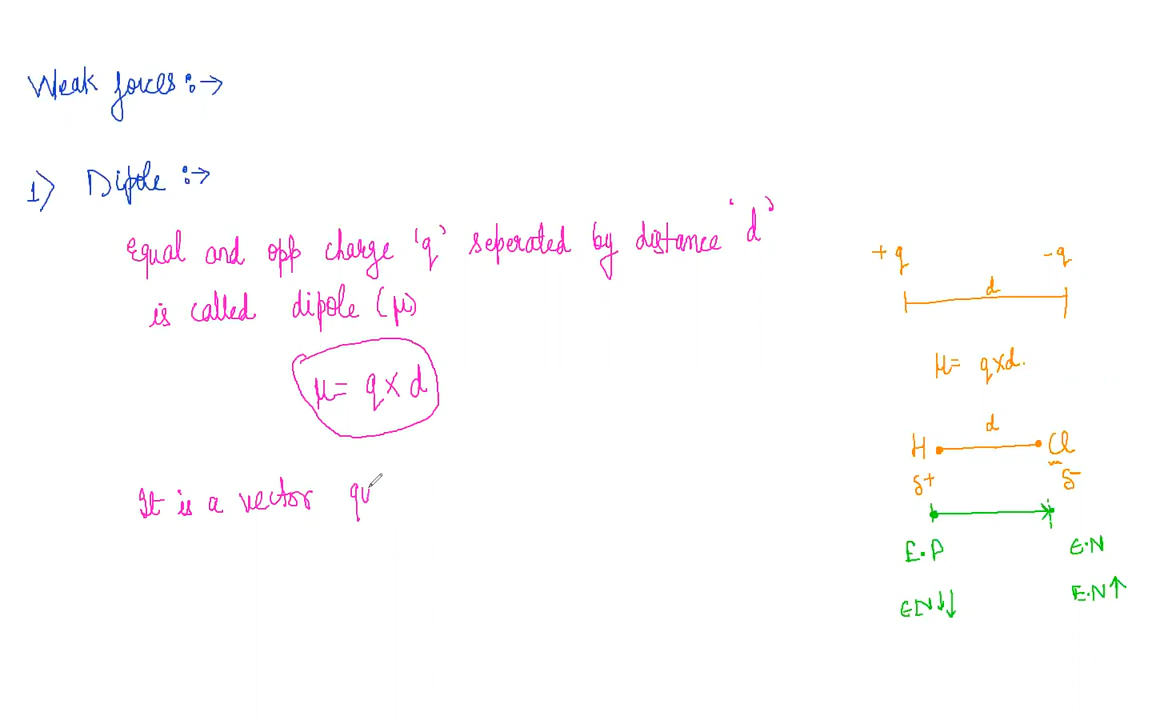 Weak forces :→
1) Dipole :→
Equal and opp charge 'q' seperated by distance 'd'
is called dipole (μ)
μ = q × d
It is a vector qu
+q -q
d
μ = q×d.
d
H Cl
δ+ δ-
E.P E.N
EN↓↓ E.N↑